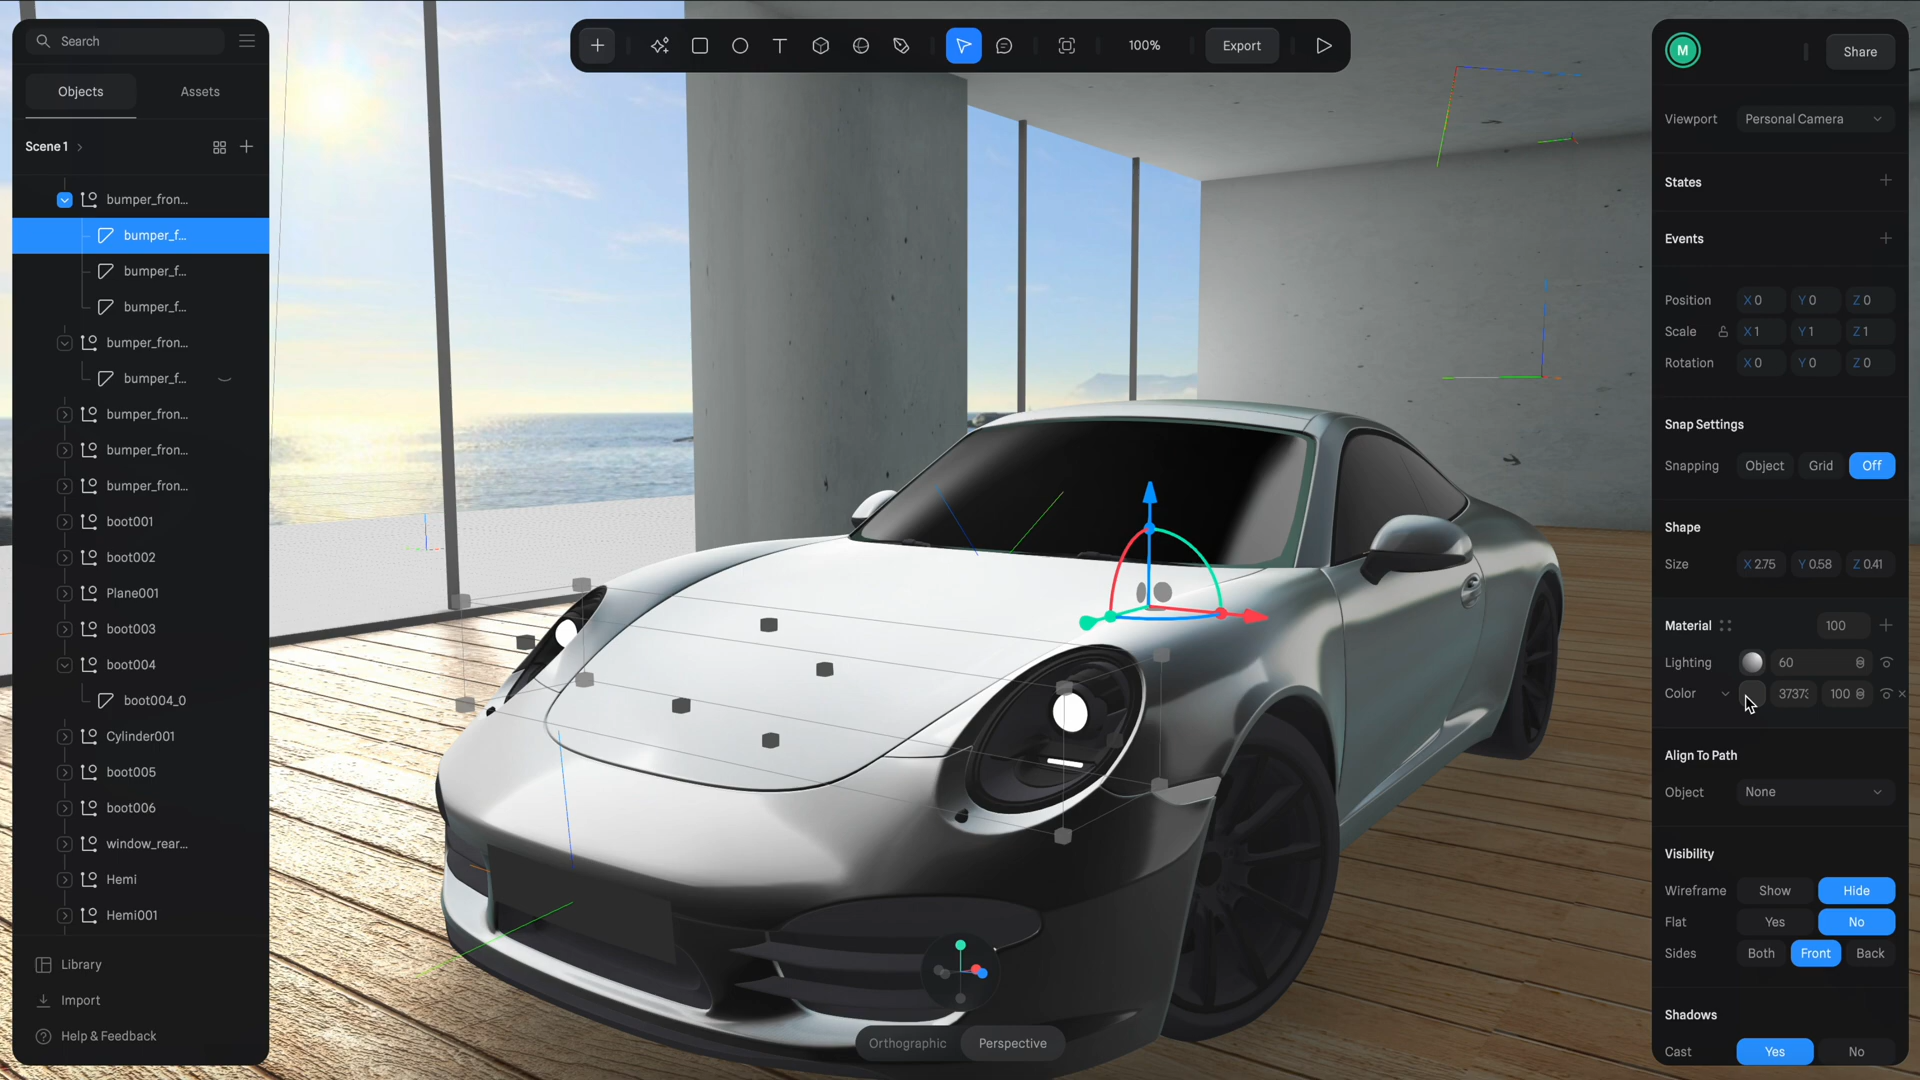 Search
Objects
Assets
Scene 1
bumper_fron...
bumper_f...
bumper_f...
bumper_f...
bumper_fron...
bumper_f...
bumper_fron...
bumper_fron...
bumper_fron...
boot001
boot002
Plane001
boot003
boot004
boot004_0
Cylinder001
boot005
boot006
window_rear...
Hemi
Hemi001
Library
Import
Help & Feedback
100%
Export
Orthographic
Perspective
M
Share
Viewport Personal Camera
States
Events
Position X 0 Y 0 Z 0
Scale X 1 Y 1 Z 1
Rotation X 0 Y 0 Z 0
Snap Settings
Snapping Object Grid Off
Shape
Size X 2.75 Y 0.58 Z 0.41
Material 100
Lighting 60
Color 37373 100
Align To Path
Object None
Visibility
Wireframe Show Hide
Flat Yes No
Sides Both Front Back
Shadows
Cast Yes No